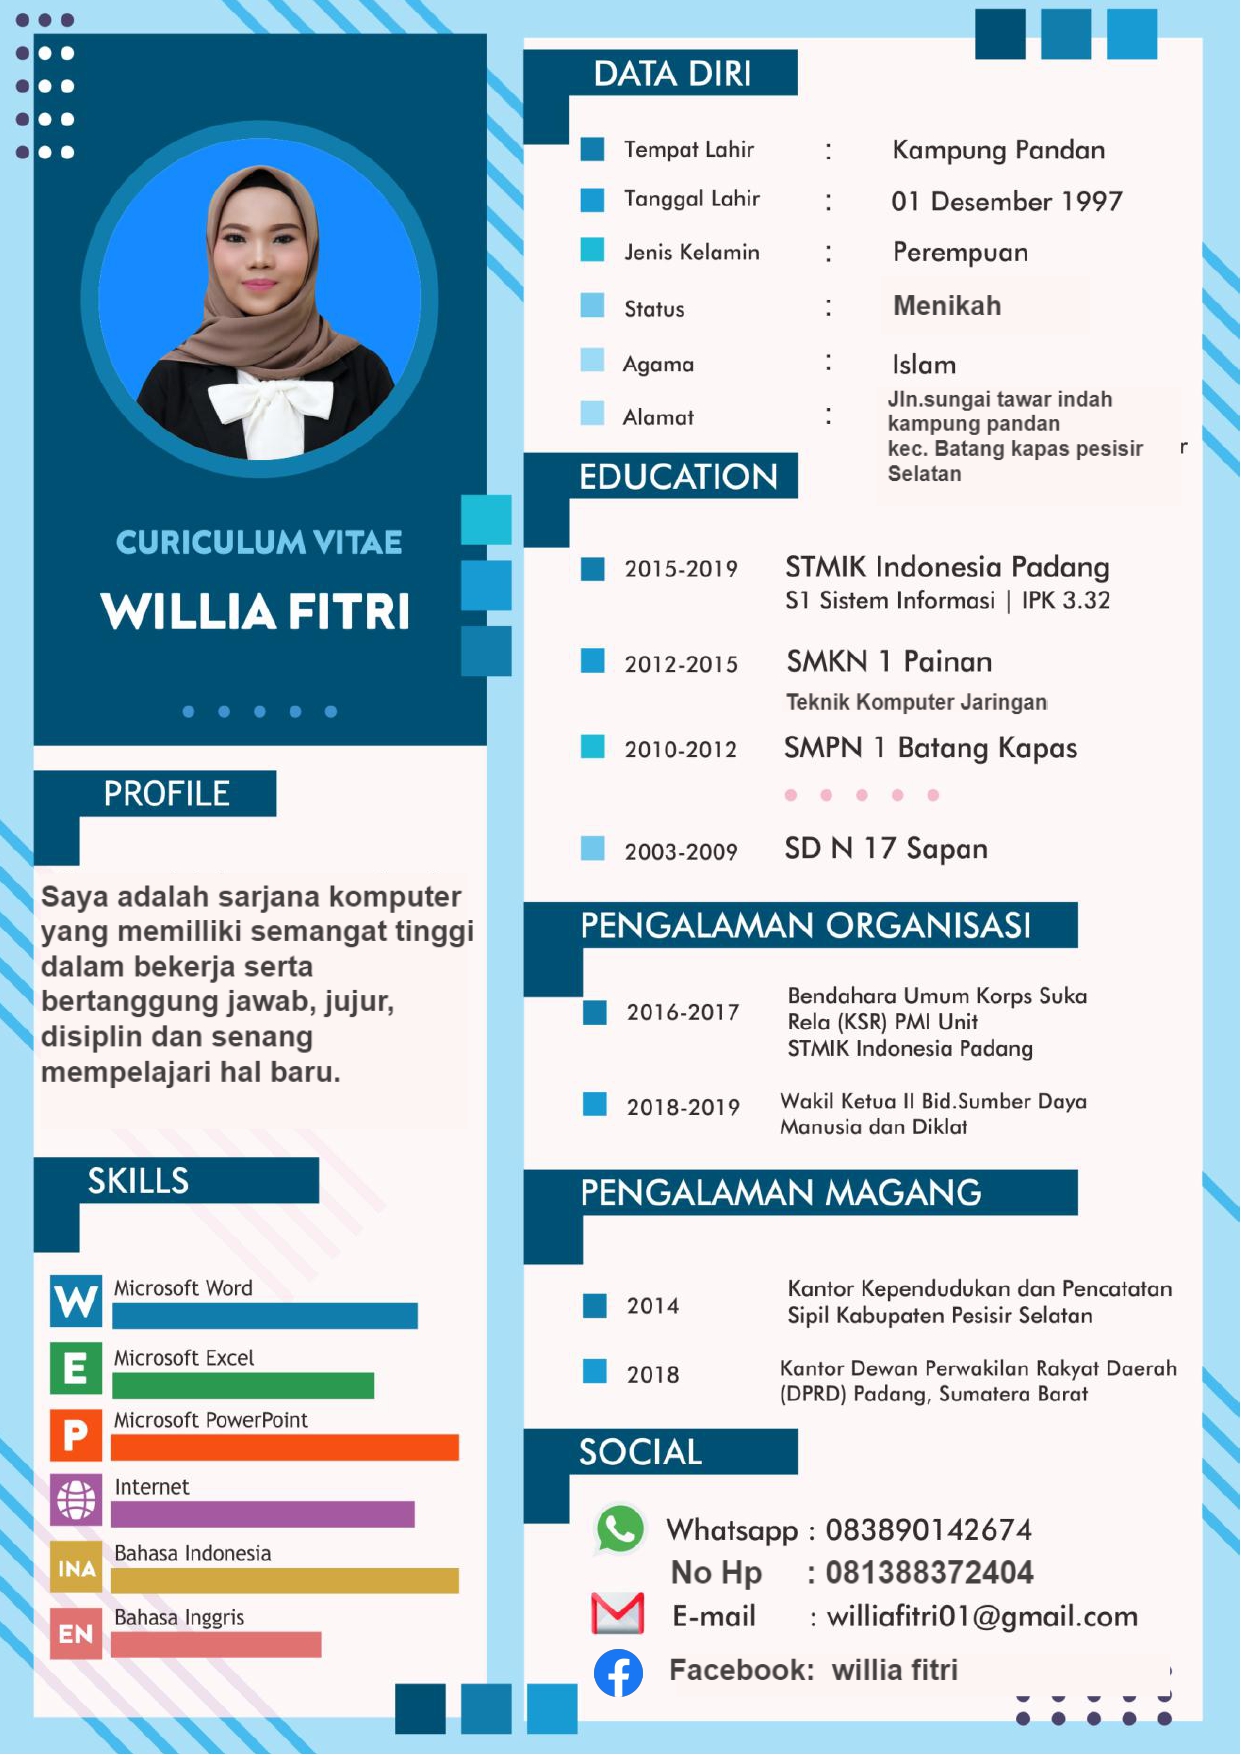 CURICULUM VITAE
WILLIA FITRI
PROFILE
Saya adalah sarjana komputer
yang memilliki semangat tinggi
dalam bekerja serta
bertanggung jawab, jujur,
disiplin dan senang
mempelajari hal baru.
SKILLS
W Microsoft Word
E Microsoft Excel
P Microsoft PowerPoint
Internet
INA Bahasa Indonesia
EN Bahasa Inggris
DATA DIRI
Tempat Lahir : Kampung Pandan
Tanggal Lahir : 01 Desember 1997
Jenis Kelamin : Perempuan
Status : Menikah
Agama : Islam
Alamat : Jln.sungai tawar indah
kampung pandan
kec. Batang kapas pesisir r
Selatan
EDUCATION
2015-2019 STMIK Indonesia Padang
S1 Sistem Informasi | IPK 3.32
2012-2015 SMKN 1 Painan
Teknik Komputer Jaringan
2010-2012 SMPN 1 Batang Kapas
2003-2009 SD N 17 Sapan
PENGALAMAN ORGANISASI
2016-2017 Bendahara Umum Korps Suka
Rela (KSR) PMI Unit
STMIK Indonesia Padang
2018-2019 Wakil Ketua II Bid.Sumber Daya
Manusia dan Diklat
PENGALAMAN MAGANG
2014 Kantor Kependudukan dan Pencatatan
Sipil Kabupaten Pesisir Selatan
2018 Kantor Dewan Perwakilan Rakyat Daerah
(DPRD) Padang, Sumatera Barat
SOCIAL
Whatsapp : 083890142674
No Hp : 081388372404
E-mail : williafitri01@gmail.com
Facebook: willia fitri